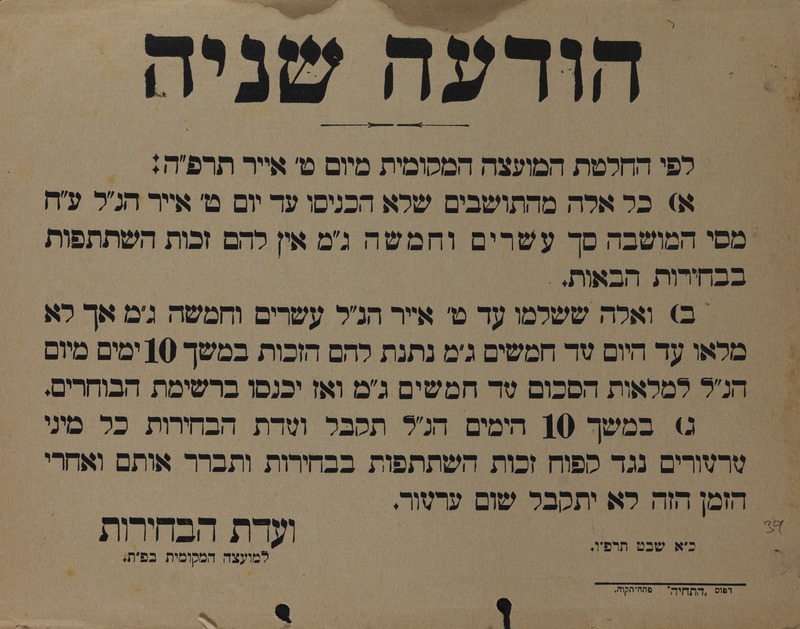 הודעה שניה
לפי החלטת המועצה המקומית מיום ט׳ אייר תרפ״ה:
א) כל אלה מהתושבים שלא הכניסו עד יום ט׳ אייר הנ״ל ע״ח
מסי המושבה סך עשרים וחמשה ג״מ אין להם זכות השתתפות
בבחירות הבאות.
ב) ואלה ששלמו עד ט׳ אייר הנ״ל עשרים וחמשה ג״מ אך לא
מלאו עד היום עד חמשים ג״מ נתנת להם הזכות במשך 10 ימים מיום
הנ״ל למלאות הסכום עד חמשים ג״מ ואז יכנסו ברשימת הבוחרים.
ג) במשך 10 הימים הנ״ל תקבל ועדת הבחירות כל מיני
ערעורים נגד קפוח זכות השתתפות בבחירות ותברר אותם ואחרי
הזמן הזה לא יתקבל שום ערעור.
ועדת הבחירות
למועצה המקומית בפ״ת.
כ״א שבט תרפ״ו.
דפוס „התחיה״ פתח־תקוה.